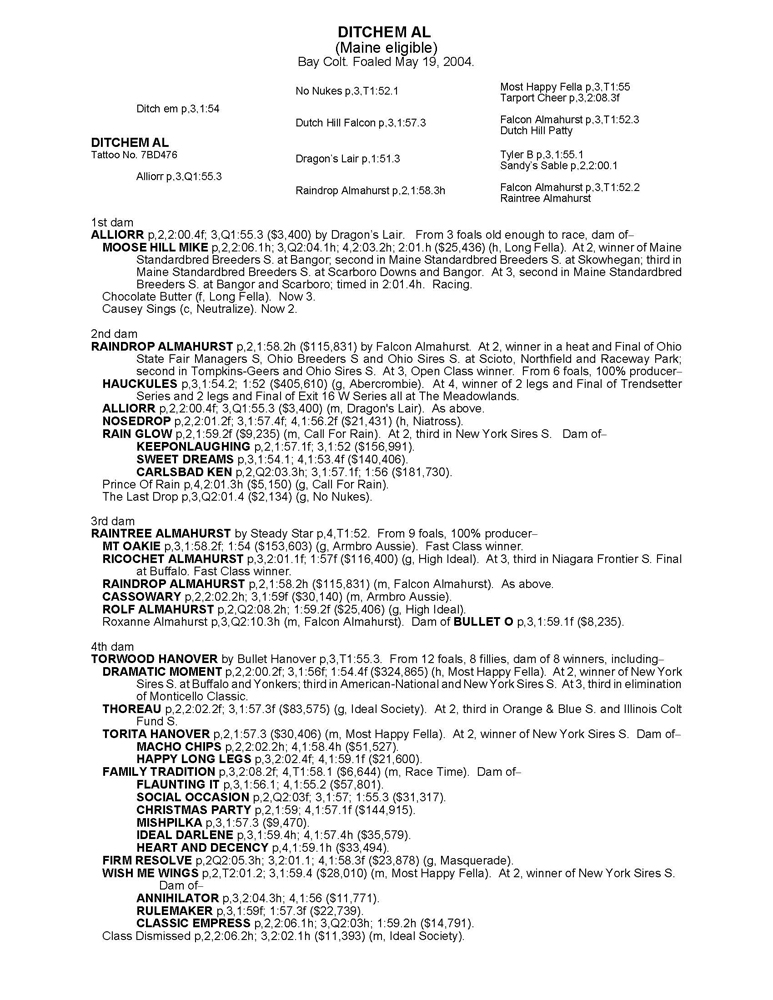 DITCHEM AL
(Maine eligible)
Bay Colt. Foaled May 19, 2004.
Most Happy Fella p,3,T1:55
No Nukes p,3,T1:52.1
Tarport Cheer p,3,2:08.3f
Ditch em p,3,1:54
Falcon Almahurst p,3,T1:52.3
Dutch Hill Falcon p,3,1:57.3
Dutch Hill Patty
DITCHEM AL
Tattoo No. 7BD476
Tyler B p,3,1:55.1
Dragon's Lair p,1:51.3
Sandy's Sable p,2,2:00.1
Alliorr p,3,Q1:55.3
Falcon Almahurst p,3,T1:52.2
Raindrop Almahurst p,2,1:58.3h
Raintree Almahurst
1st dam
ALLIORR p,2,2:00.4f; 3,Q1:55.3 ($3,400) by Dragon's Lair. From 3 foals old enough to race, dam of–
MOOSE HILL MIKE p,2,2:06.1h; 3,Q2:04.1h; 4,2:03.2h; 2:01.h ($25,436) (h, Long Fella). At 2, winner of Maine
Standardbred Breeders S. at Bangor; second in Maine Standardbred Breeders S. at Skowhegan; third in
Maine Standardbred Breeders S. at Scarboro Downs and Bangor. At 3, second in Maine Standardbred
Breeders S. at Bangor and Scarboro; timed in 2:01.4h. Racing.
Chocolate Butter (f, Long Fella). Now 3.
Causey Sings (c, Neutralize). Now 2.
2nd dam
RAINDROP ALMAHURST p,2,1:58.2h ($115,831) by Falcon Almahurst. At 2, winner in a heat and Final of Ohio
State Fair Managers S, Ohio Breeders S and Ohio Sires S. at Scioto, Northfield and Raceway Park;
second in Tompkins-Geers and Ohio Sires S. At 3, Open Class winner. From 6 foals, 100% producer–
HAUCKULES p,3,1:54.2; 1:52 ($405,610) (g, Abercrombie). At 4, winner of 2 legs and Final of Trendsetter
Series and 2 legs and Final of Exit 16 W Series all at The Meadowlands.
ALLIORR p,2,2:00.4f; 3,Q1:55.3 ($3,400) (m, Dragon's Lair). As above.
NOSEDROP p,2,2:01.2f; 3,1:57.4f; 4,1:56.2f ($21,431) (h, Niatross).
RAIN GLOW p,2,1:59.2f ($9,235) (m, Call For Rain). At 2, third in New York Sires S. Dam of–
KEEPONLAUGHING p,2,1:57.1f; 3,1:52 ($156,991).
SWEET DREAMS p,3,1:54.1; 4,1:53.4f ($140,406).
CARLSBAD KEN p,2,Q2:03.3h; 3,1:57.1f; 1:56 ($181,730).
Prince Of Rain p,4,2:01.3h ($5,150) (g, Call For Rain).
The Last Drop p,3,Q2:01.4 ($2,134) (g, No Nukes).
3rd dam
RAINTREE ALMAHURST by Steady Star p,4,T1:52. From 9 foals, 100% producer–
MT OAKIE p,3,1:58.2f; 1:54 ($153,603) (g, Armbro Aussie). Fast Class winner.
RICOCHET ALMAHURST p,3,2:01.1f; 1:57f ($116,400) (g, High Ideal). At 3, third in Niagara Frontier S. Final
at Buffalo. Fast Class winner.
RAINDROP ALMAHURST p,2,1:58.2h ($115,831) (m, Falcon Almahurst). As above.
CASSOWARY p,2,2:02.2h; 3,1:59f ($30,140) (m, Armbro Aussie).
ROLF ALMAHURST p,2,Q2:08.2h; 1:59.2f ($25,406) (g, High Ideal).
Roxanne Almahurst p,3,Q2:10.3h (m, Falcon Almahurst). Dam of BULLET O p,3,1:59.1f ($8,235).
4th dam
TORWOOD HANOVER by Bullet Hanover p,3,T1:55.3. From 12 foals, 8 fillies, dam of 8 winners, including–
DRAMATIC MOMENT p,2,2:00.2f; 3,1:56f; 1:54.4f ($324,865) (h, Most Happy Fella). At 2, winner of New York
Sires S. at Buffalo and Yonkers; third in American-National and New York Sires S. At 3, third in elimination
of Monticello Classic.
THOREAU p,2,2:02.2f; 3,1:57.3f ($83,575) (g, Ideal Society). At 2, third in Orange & Blue S. and Illinois Colt
Fund S.
TORITA HANOVER p,2,1:57.3 ($30,406) (m, Most Happy Fella). At 2, winner of New York Sires S. Dam of–
MACHO CHIPS p,2,2:02.2h; 4,1:58.4h ($51,527).
HAPPY LONG LEGS p,3,2:02.4f; 4,1:59.1f ($21,600).
FAMILY TRADITION p,3,2:08.2f; 4,T1:58.1 ($6,644) (m, Race Time). Dam of–
FLAUNTING IT p,3,1:56.1; 4,1:55.2 ($57,801).
SOCIAL OCCASION p,2,Q2:03f; 3,1:57; 1:55.3 ($31,317).
CHRISTMAS PARTY p,2,1:59; 4,1:57.1f ($144,915).
MISHPILKA p,3,1:57.3 ($9,470).
IDEAL DARLENE p,3,1:59.4h; 4,1:57.4h ($35,579).
HEART AND DECENCY p,4,1:59.1h ($33,494).
FIRM RESOLVE p,2Q2:05.3h; 3,2:01.1; 4,1:58.3f ($23,878) (g, Masquerade).
WISH ME WINGS p,2,T2:01.2; 3,1:59.4 ($28,010) (m, Most Happy Fella). At 2, winner of New York Sires S.
Dam of–
ANNIHILATOR p,3,2:04.3h; 4,1:56 ($11,771).
RULEMAKER p,3,1:59f; 1:57.3f ($22,739).
CLASSIC EMPRESS p,2,2:06.1h; 3,Q2:03h; 1:59.2h ($14,791).
Class Dismissed p,2,2:06.2h; 3,2:02.1h ($11,393) (m, Ideal Society).